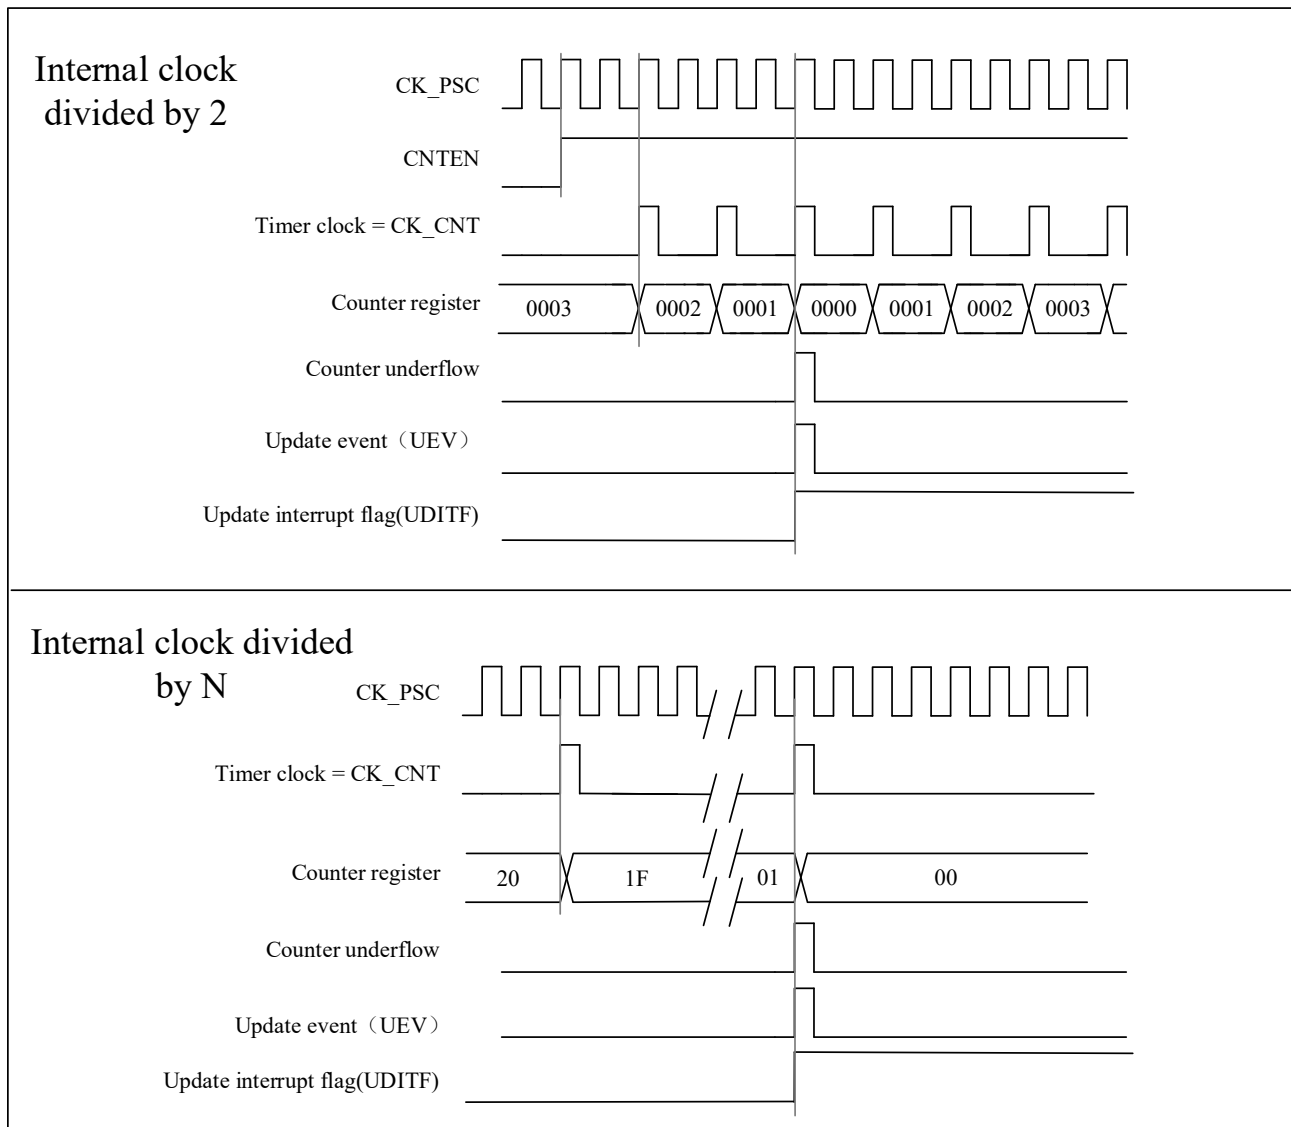 Internal clock
divided by 2
CK_PSC
CNTEN
Timer clock = CK_CNT
Counter register
0003 0002 0001 0000 0001 0002 0003
Counter underflow
Update event（UEV）
Update interrupt flag(UDITF)
Internal clock divided
by N
CK_PSC
Timer clock = CK_CNT
Counter register
20 1F 01 00
Counter underflow
Update event（UEV）
Update interrupt flag(UDITF)